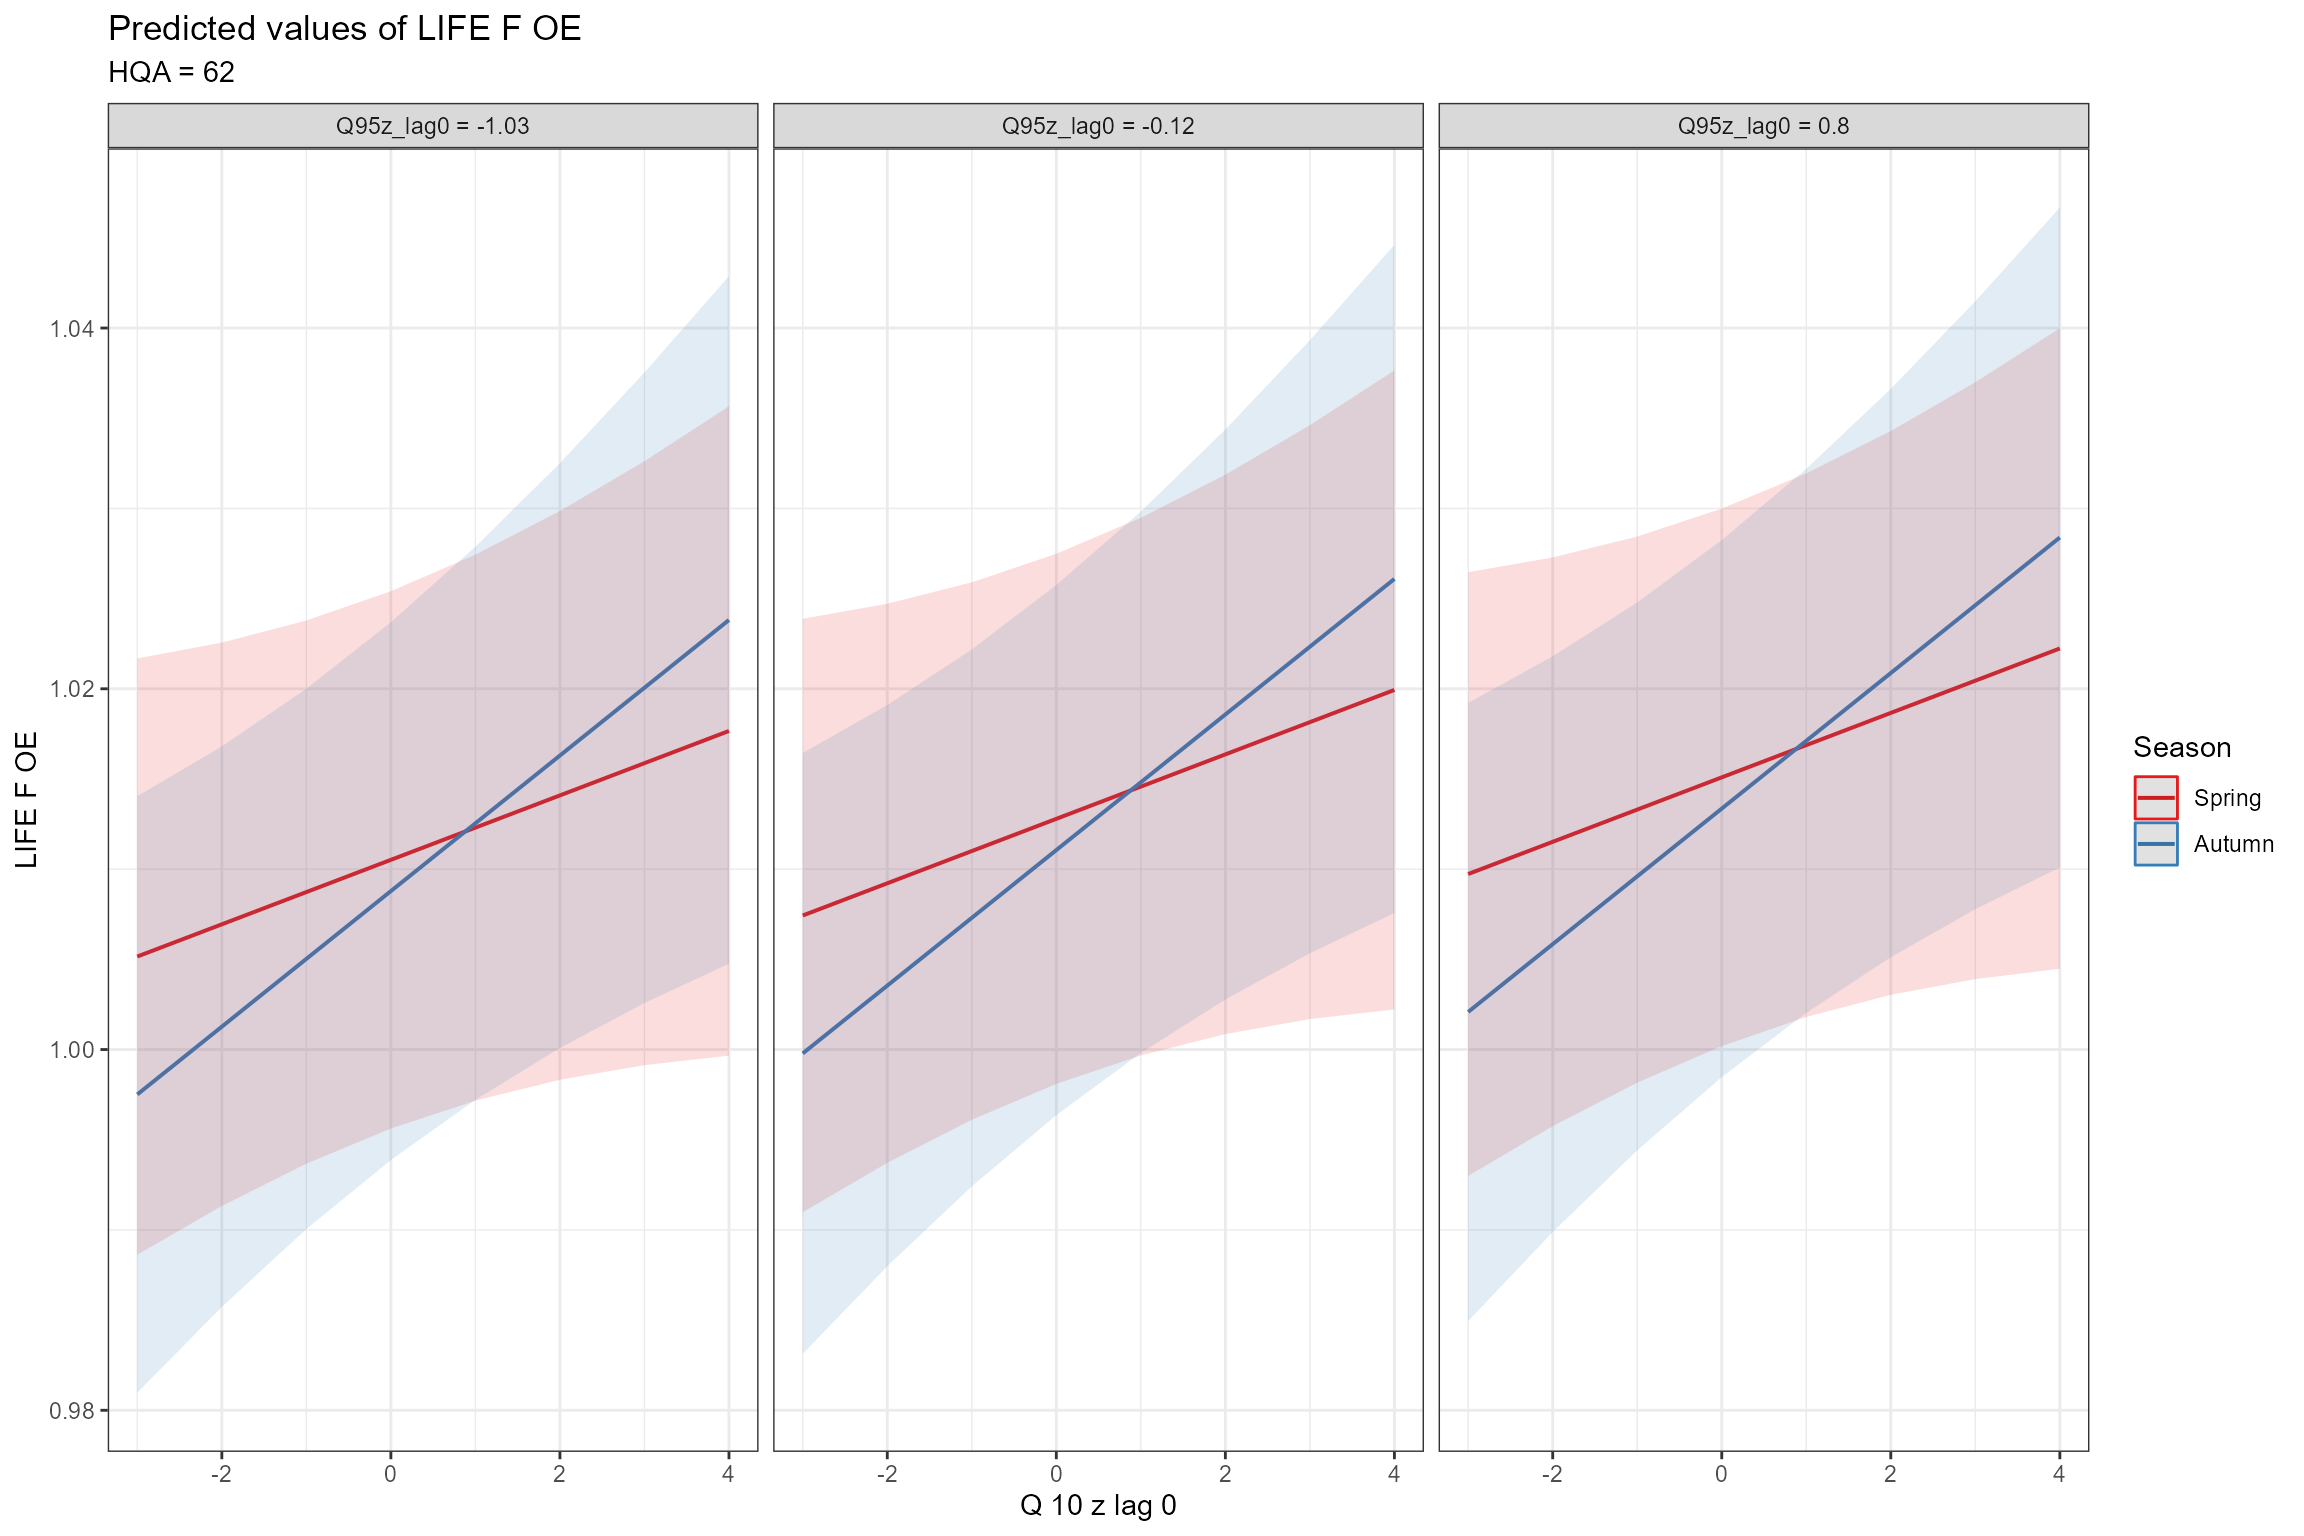 Predicted values of LIFE F OE
HQA = 62
Q95z_lag0 = -1.03
Q95z_lag0 = -0.12
Q95z_lag0 = 0.8
LIFE F OE
1.04
1.02
1.00
0.98
-2 0 2 4
-2 0 2 4
-2 0 2 4
Q 10 z lag 0
Season
Spring
Autumn